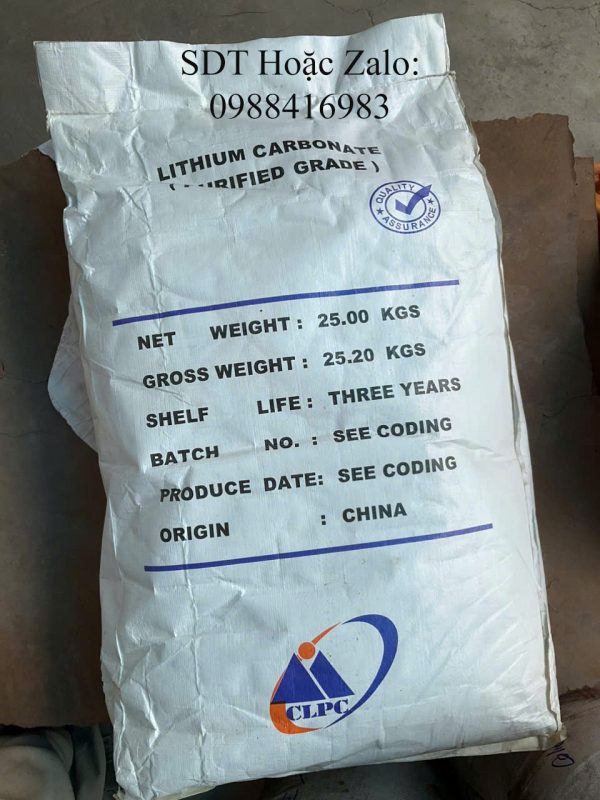 SDT Hoặc Zalo:
0988416983
LITHIUM CARBONATE
GRADE )
QUALITY
ASSURANCE
NET WEIGHT : 25.00 KGS
GROSS WEIGHT : 25.20 KGS
SHELF LIFE : THREE YEARS
BATCH NO. : SEE CODING
PRODUCE DATE: SEE CODING
ORIGIN : CHINA
CLPC